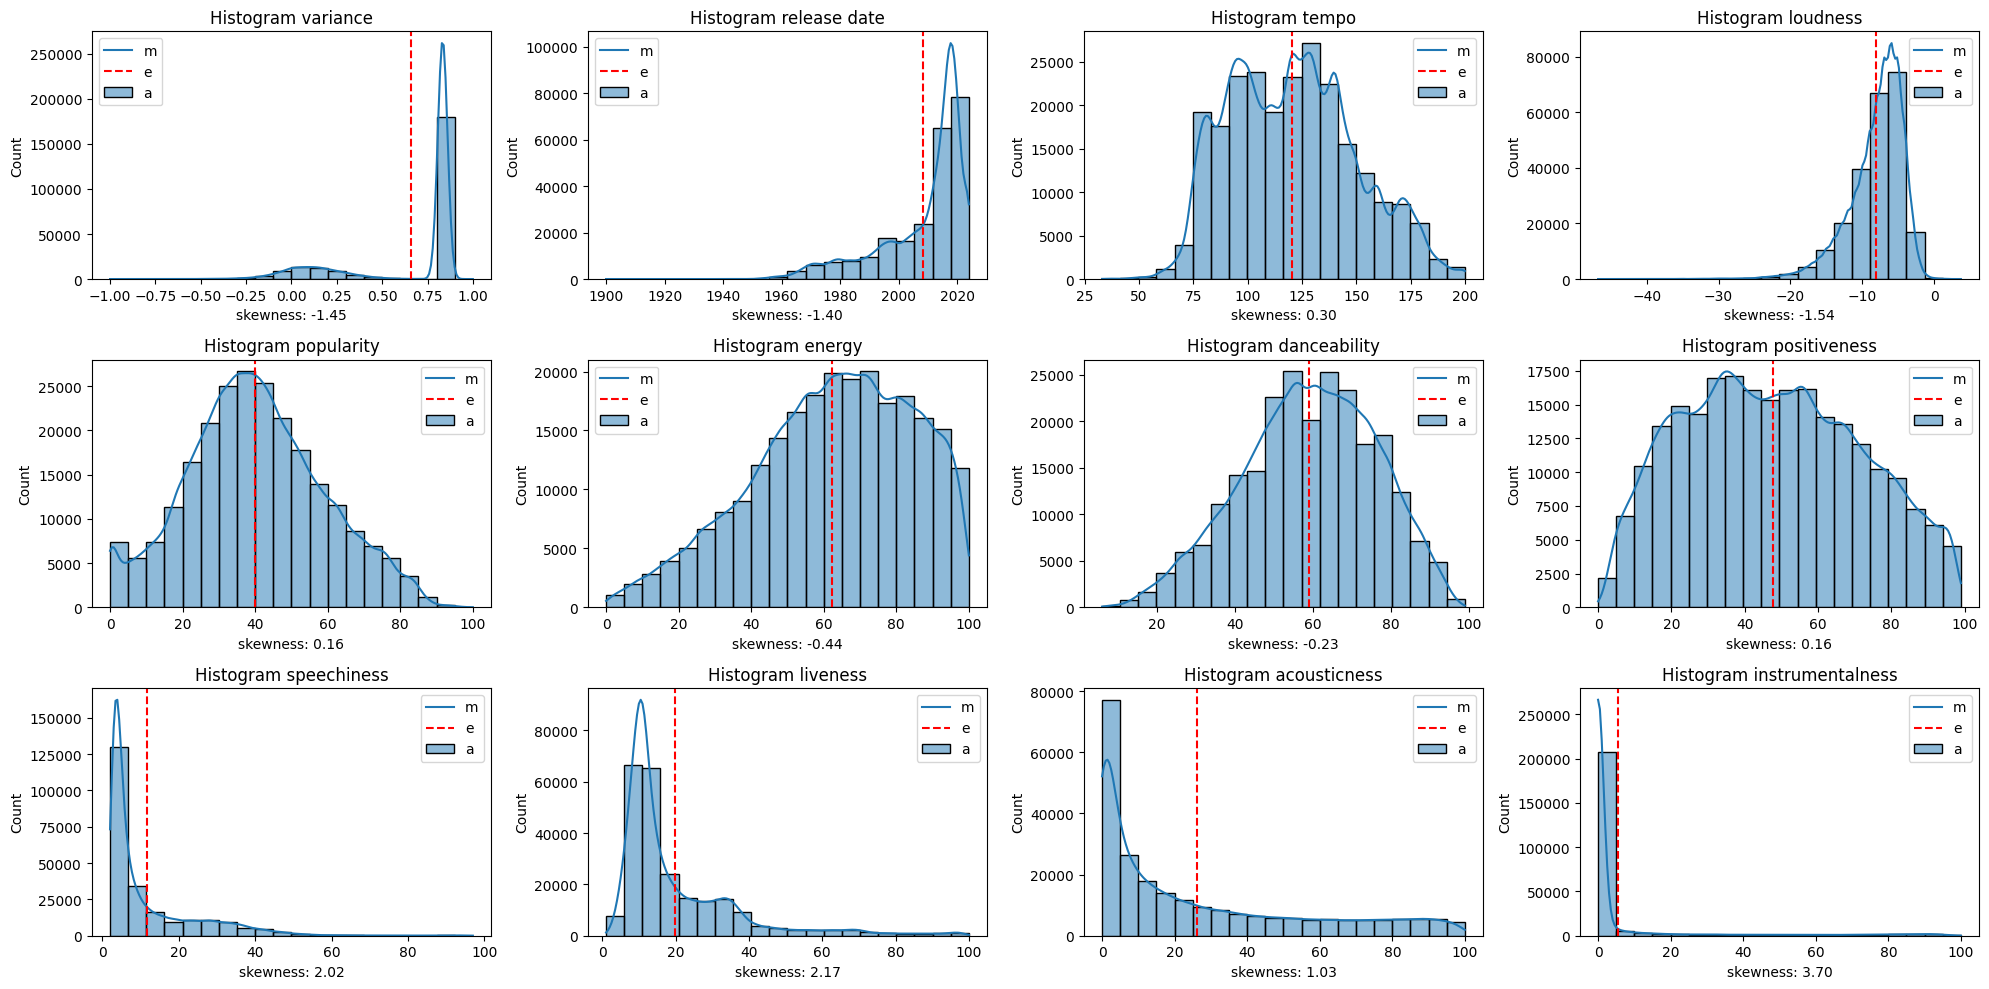 Histogram variance
250000
200000
150000
100000
50000
0
Count
m
e
a
−1.00 −0.75 −0.50 −0.25 0.00 0.25 0.50 0.75 1.00
skewness: -1.45
Histogram release date
100000
80000
60000
40000
20000
0
Count
m
e
a
1900 1920 1940 1960 1980 2000 2020
skewness: -1.40
Histogram tempo
25000
20000
15000
10000
5000
0
Count
m
e
a
25 50 75 100 125 150 175 200
skewness: 0.30
Histogram loudness
80000
60000
40000
20000
0
Count
m
e
a
−40 −30 −20 −10 0
skewness: -1.54
Histogram popularity
25000
20000
15000
10000
5000
0
Count
m
e
a
0 20 40 60 80 100
skewness: 0.16
Histogram energy
20000
17500
15000
12500
10000
7500
5000
2500
0
Count
m
e
a
0 20 40 60 80 100
skewness: -0.44
Histogram danceability
25000
20000
15000
10000
5000
0
Count
m
e
a
20 40 60 80 100
skewness: -0.23
Histogram positiveness
17500
15000
12500
10000
7500
5000
2500
0
Count
m
e
a
0 20 40 60 80 100
skewness: 0.16
Histogram speechiness
150000
125000
100000
75000
50000
25000
0
Count
m
e
a
0 20 40 60 80 100
skewness: 2.02
Histogram liveness
80000
60000
40000
20000
0
Count
m
e
a
0 20 40 60 80 100
skewness: 2.17
Histogram acousticness
80000
60000
40000
20000
0
Count
m
e
a
0 20 40 60 80 100
skewness: 1.03
Histogram instrumentalness
250000
200000
150000
100000
50000
0
Count
m
e
a
0 20 40 60 80 100
skewness: 3.70